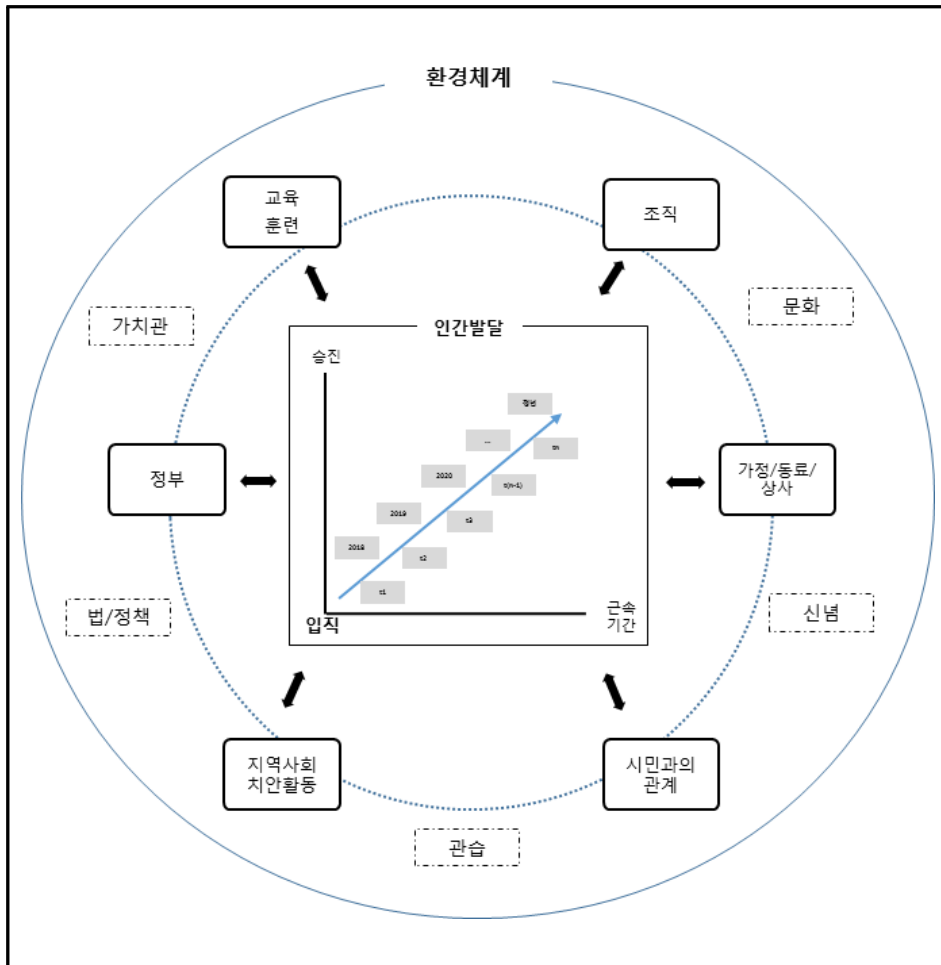 환경체계
교육
훈련
조직
가치관
문화
인간발달
승진
정년
...
tn
2020
t(n-1)
2019
t3
2018
t2
t1
입직
근속
기간
정부
가정/동료/
상사
법/정책
신념
지역사회
치안활동
시민과의
관계
관습